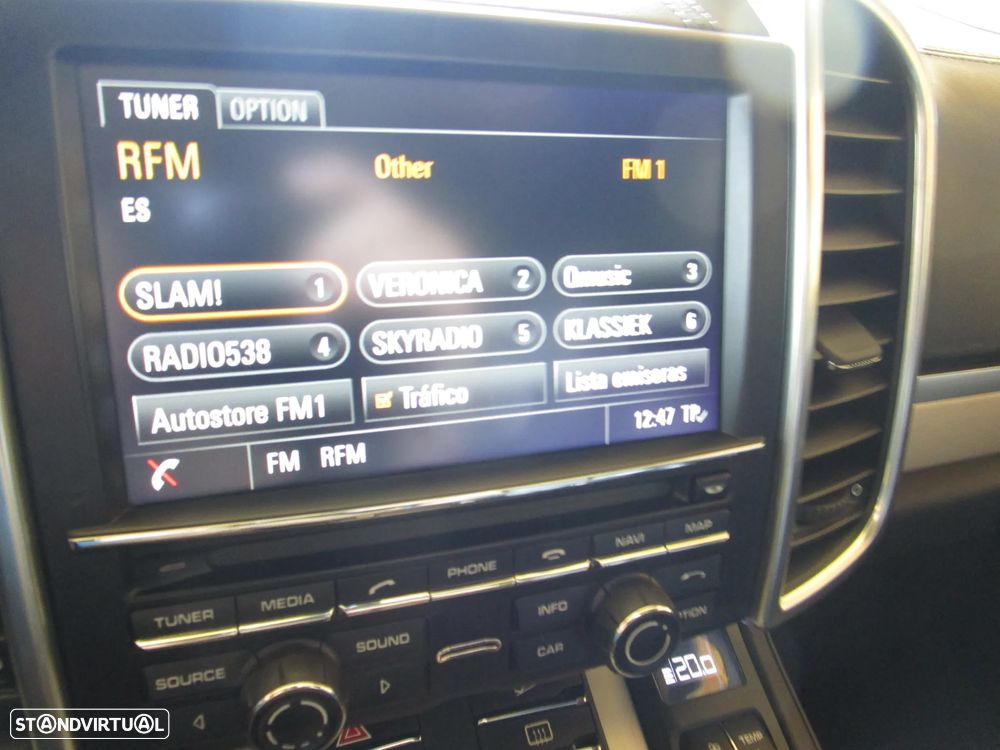 TUNER OPTION
RFM Other FM 1
ES
SLAM! 1 VERONICA 2 Qmusic 3
RADIO538 4 SKYRADIO 5 KLASSIEK 6
Autostore FM1 Tráfico Lista emisoras
FM RFM 12:47 TP
TUNER MEDIA PHONE NAVI MAP
SOURCE SOUND INFO CAR
20.0
TEMP
STANDVIRTUAL